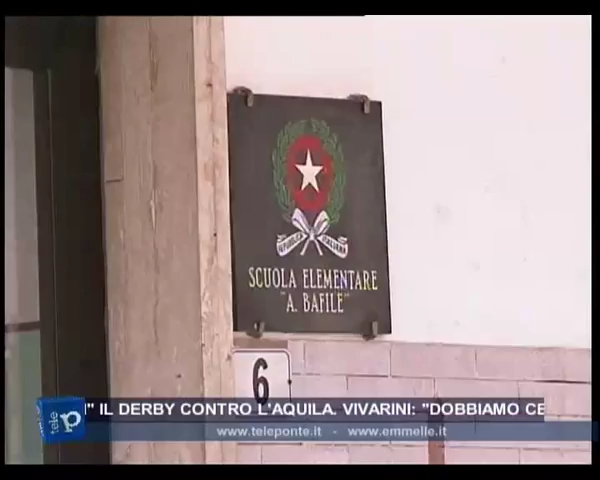 REPUBBLICA ITALIANA
SCUOLA ELEMENTARE
"A. BAFILE"
6
" IL DERBY CONTRO L'AQUILA. VIVARINI: "DOBBIAMO CE
tele p
www.teleponte.it - www.emmelle.it